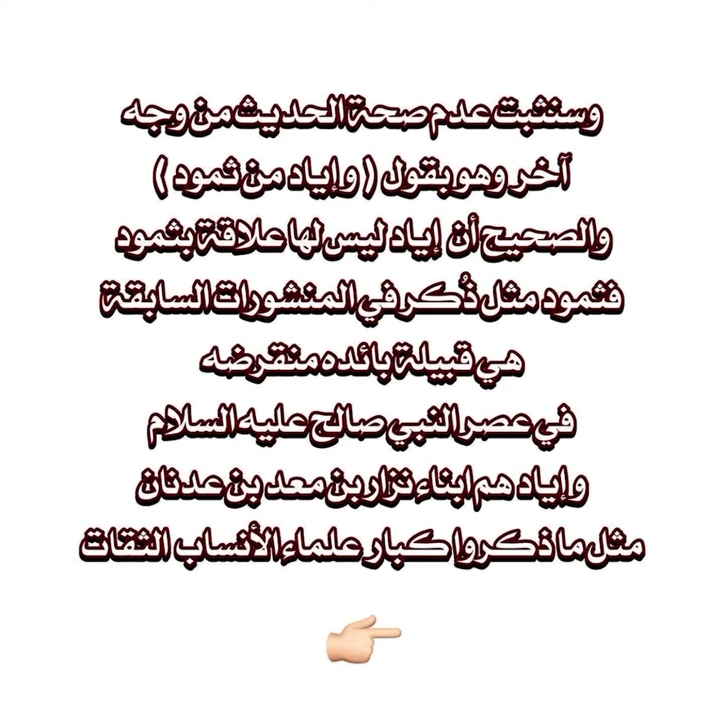 وسنثبت عدم صحة الحديث من وجه
آخر وهو بقول ( وإياد من ثمود )
والصحيح أن إياد ليس لها علاقة بثمود
فثمود مثل ذُكر في المنشورات السابقة
هي قبيلة بائده منقرضه
في عصر النبي صالح عليه السلام
وإياد هم ابناء نزار بن معد بن عدنان
مثل ما ذكروا كبار علماء الأنساب الثقات